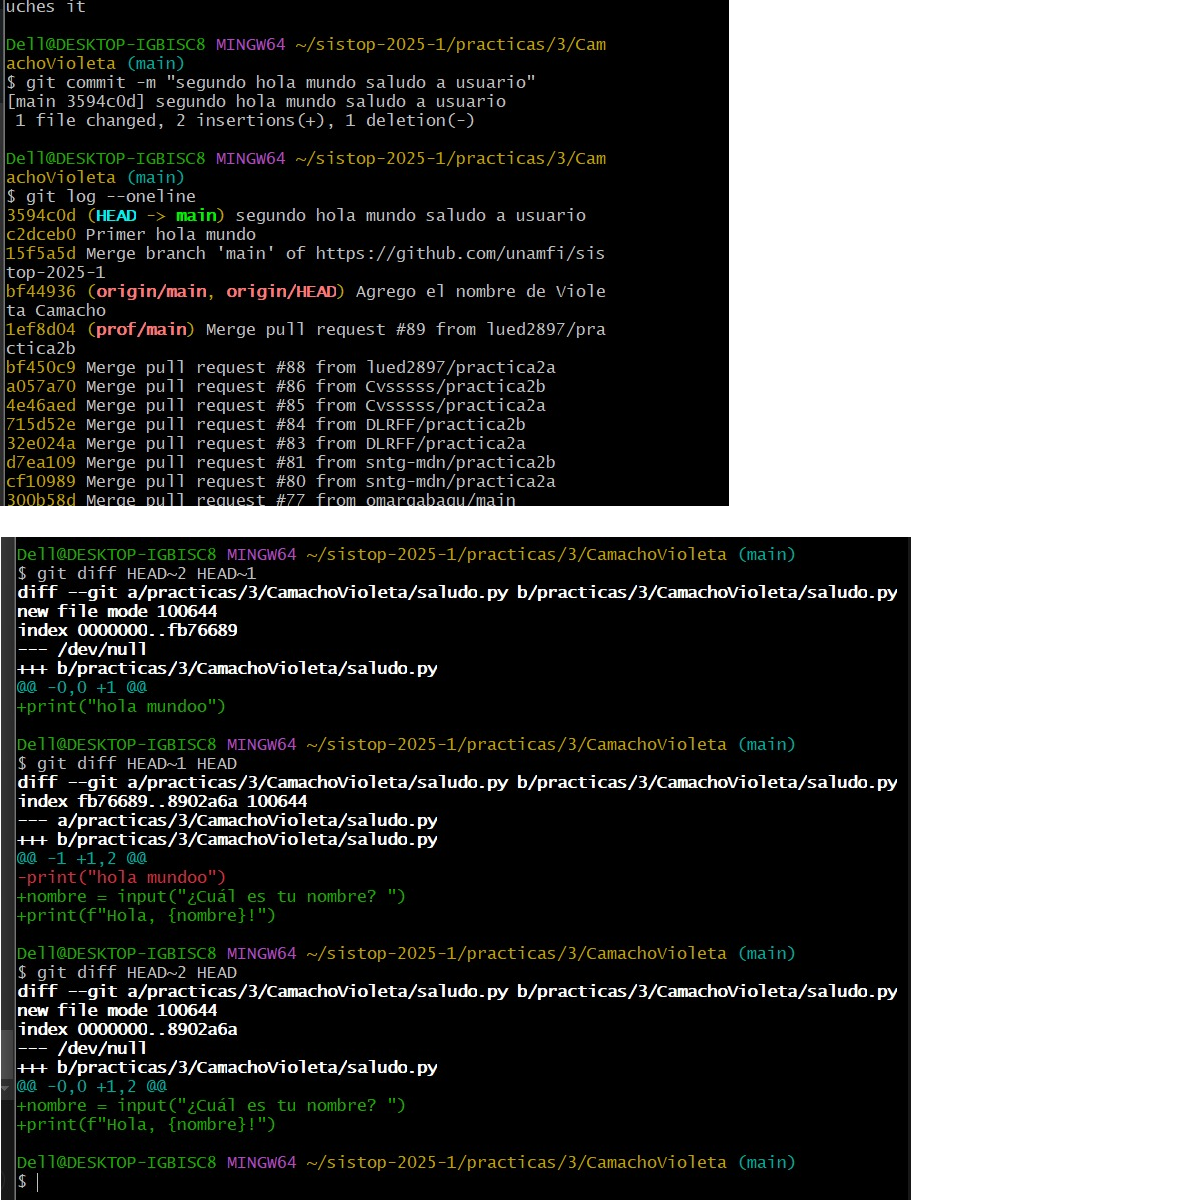 uches it
Dell@DESKTOP-IGBISC8 MINGW64 ~/sistop-2025-1/practicas/3/Cam
achoVioleta (main)
$ git commit -m "segundo hola mundo saludo a usuario"
[main 3594c0d] segundo hola mundo saludo a usuario
 1 file changed, 2 insertions(+), 1 deletion(-)
Dell@DESKTOP-IGBISC8 MINGW64 ~/sistop-2025-1/practicas/3/Cam
achoVioleta (main)
$ git log --oneline
3594c0d (HEAD -> main) segundo hola mundo saludo a usuario
c2dceb0 Primer hola mundo
15f5a5d Merge branch 'main' of https://github.com/unamfi/sis
top-2025-1
bf44936 (origin/main, origin/HEAD) Agrego el nombre de Viole
ta Camacho
1ef8d04 (prof/main) Merge pull request #89 from lued2897/pra
ctica2b
bf450c9 Merge pull request #88 from lued2897/practica2a
a057a70 Merge pull request #86 from Cvsssss/practica2b
4e46aed Merge pull request #85 from Cvsssss/practica2a
715d52e Merge pull request #84 from DLRFF/practica2b
32e024a Merge pull request #83 from DLRFF/practica2a
d7ea109 Merge pull request #81 from sntg-mdn/practica2b
cf10989 Merge pull request #80 from sntg-mdn/practica2a
300b58d Merge pull request #77 from omargabagu/main
Dell@DESKTOP-IGBISC8 MINGW64 ~/sistop-2025-1/practicas/3/CamachoVioleta (main)
$ git diff HEAD~2 HEAD~1
diff --git a/practicas/3/CamachoVioleta/saludo.py b/practicas/3/CamachoVioleta/saludo.py
new file mode 100644
index 0000000..fb76689
--- /dev/null
+++ b/practicas/3/CamachoVioleta/saludo.py
@@ -0,0 +1 @@
+print("hola mundoo")
Dell@DESKTOP-IGBISC8 MINGW64 ~/sistop-2025-1/practicas/3/CamachoVioleta (main)
$ git diff HEAD~1 HEAD
diff --git a/practicas/3/CamachoVioleta/saludo.py b/practicas/3/CamachoVioleta/saludo.py
index fb76689..8902a6a 100644
--- a/practicas/3/CamachoVioleta/saludo.py
+++ b/practicas/3/CamachoVioleta/saludo.py
@@ -1 +1,2 @@
-print("hola mundoo")
+nombre = input("¿Cuál es tu nombre? ")
+print(f"Hola, {nombre}!")
Dell@DESKTOP-IGBISC8 MINGW64 ~/sistop-2025-1/practicas/3/CamachoVioleta (main)
$ git diff HEAD~2 HEAD
diff --git a/practicas/3/CamachoVioleta/saludo.py b/practicas/3/CamachoVioleta/saludo.py
new file mode 100644
index 0000000..8902a6a
--- /dev/null
+++ b/practicas/3/CamachoVioleta/saludo.py
@@ -0,0 +1,2 @@
+nombre = input("¿Cuál es tu nombre? ")
+print(f"Hola, {nombre}!")
Dell@DESKTOP-IGBISC8 MINGW64 ~/sistop-2025-1/practicas/3/CamachoVioleta (main)
$